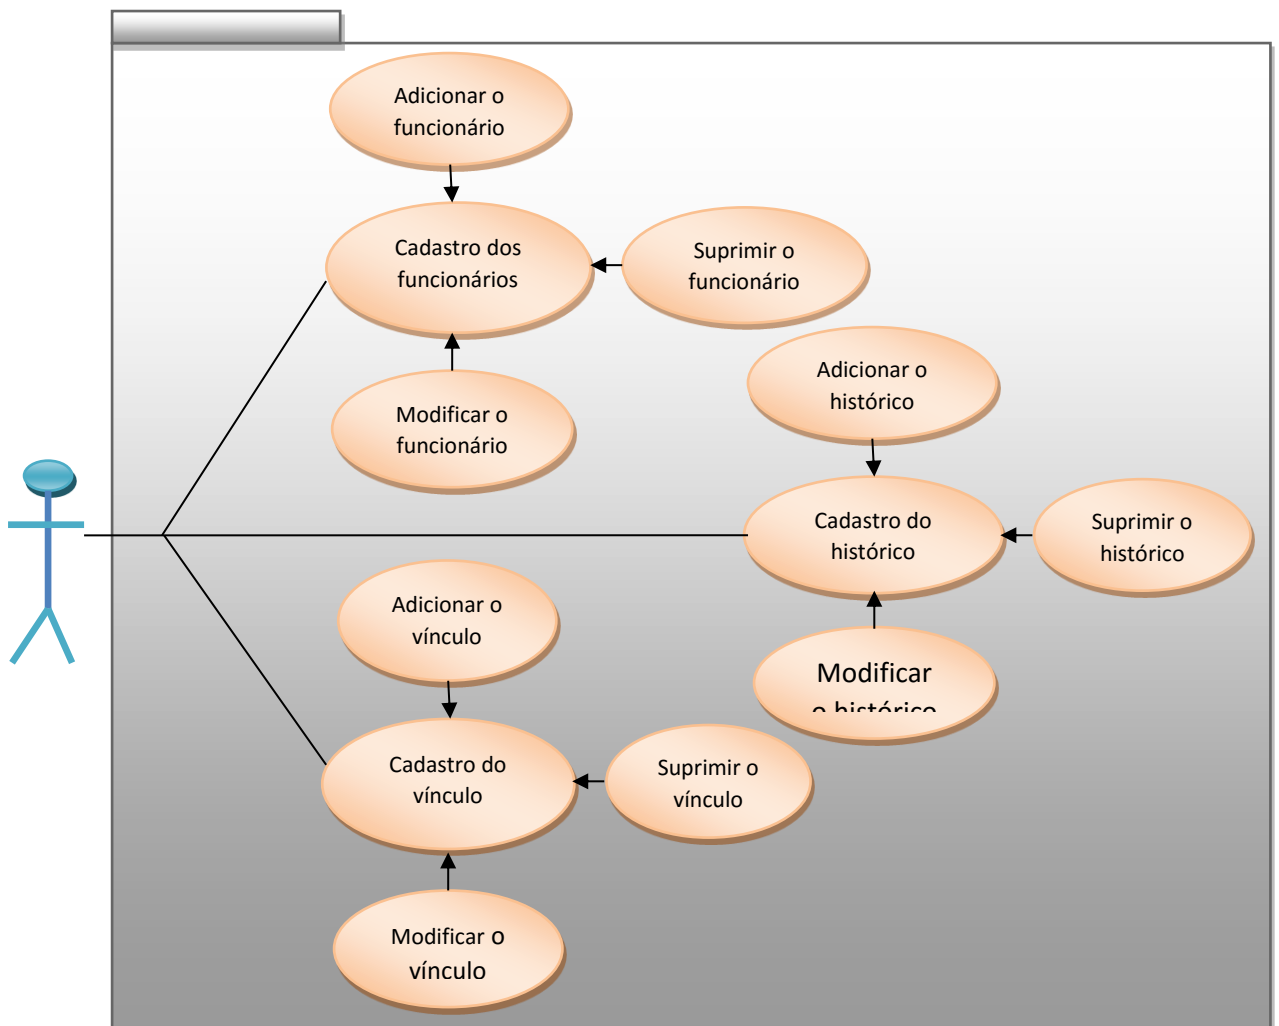 Adicionar o
funcionário
Cadastro dos
funcionários
Suprimir o
funcionário
Modificar o
funcionário
Adicionar o
histórico
Cadastro do
histórico
Suprimir o
histórico
Modificar
o histórico
Adicionar o
vínculo
Cadastro do
vínculo
Suprimir o
vínculo
Modificar o
vínculo